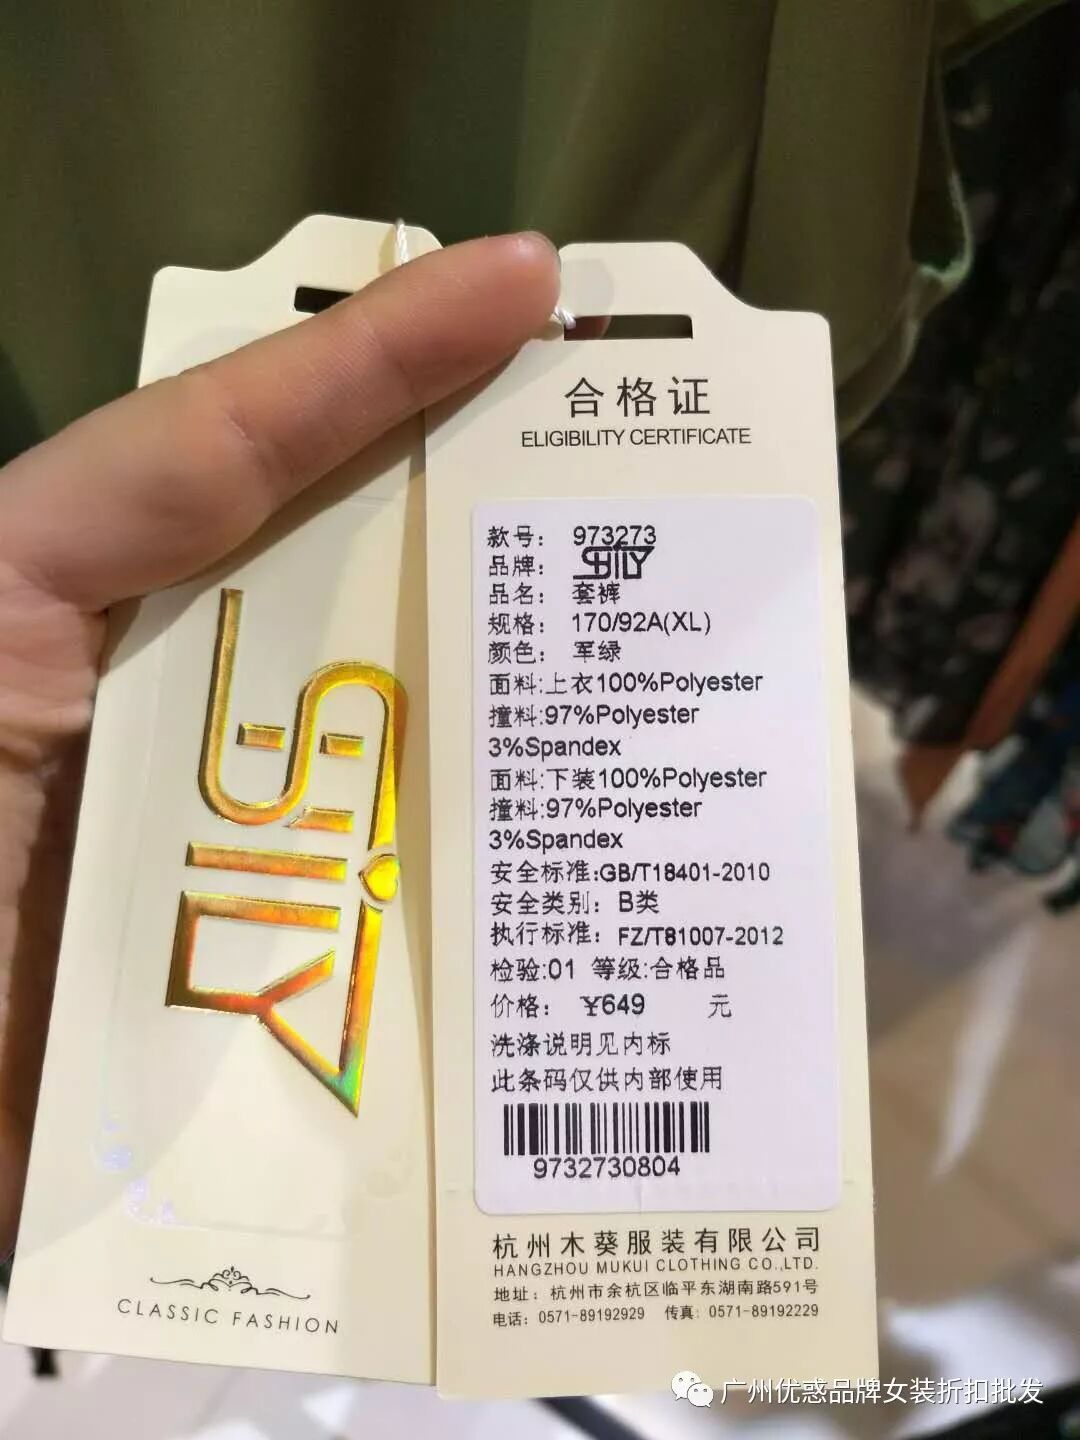 合格证
ELIGIBILITY CERTIFICATE
款号： 973273
品牌：
品名： 套裤
规格： 170/92A(XL)
颜色： 军绿
面料:上衣100%Polyester
撞料:97%Polyester
3%Spandex
面料:下装100%Polyester
撞料:97%Polyester
3%Spandex
安全标准:GB/T18401-2010
安全类别： B类
执行标准： FZ/T81007-2012
检验:01 等级:合格品
价格： ¥649 元
洗涤说明见内标
此条码仅供内部使用
9732730804
杭州木葵服装有限公司
HANGZHOU MUKUI CLOTHING CO.,LTD.
地址：杭州市余杭区临平东湖南路591号
电话：0571-89192929 传真：0571-89192229
CLASSIC FASHION
广州优惑品牌女装折扣批发